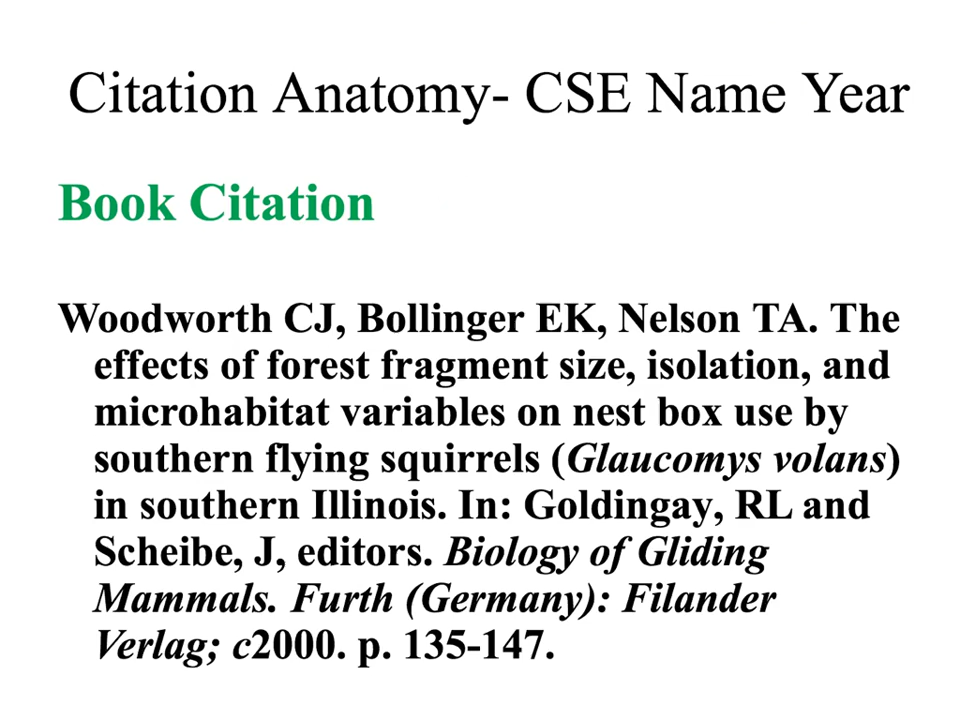 Citation Anatomy- CSE Name Year
Book Citation
Woodworth CJ, Bollinger EK, Nelson TA. The
effects of forest fragment size, isolation, and
microhabitat variables on nest box use by
southern flying squirrels (Glaucomys volans)
in southern Illinois. In: Goldingay, RL and
Scheibe, J, editors. Biology of Gliding
Mammals. Furth (Germany): Filander
Verlag; c2000. p. 135-147.